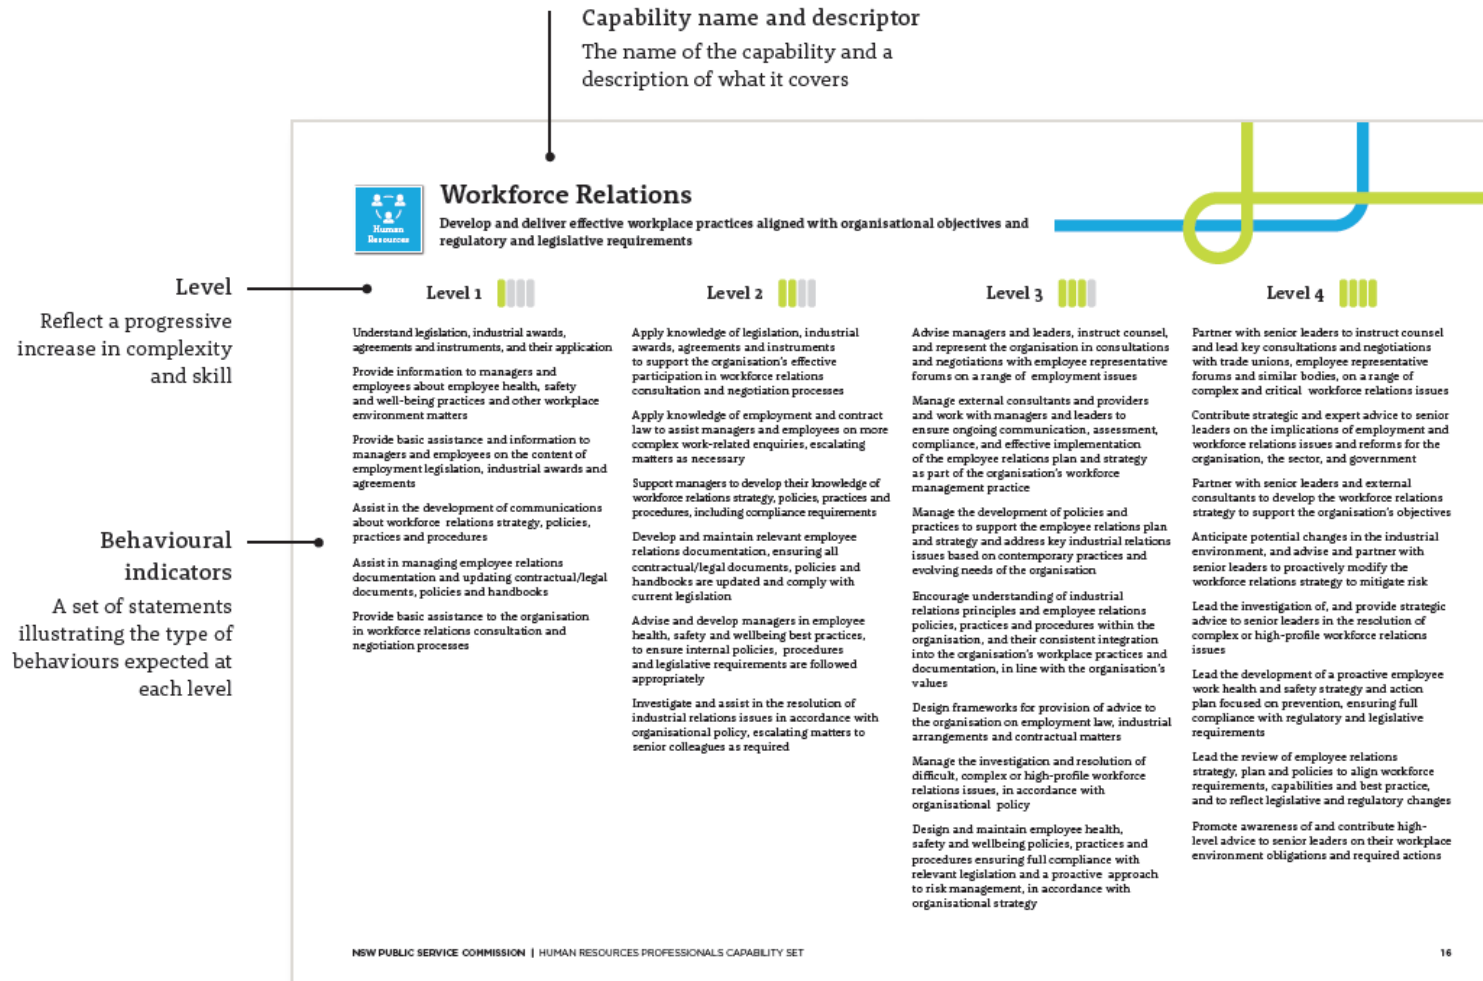 Capability name and descriptor
The name of the capability and a
description of what it covers
Human
Resources
Workforce Relations
Develop and deliver effective workplace practices aligned with organisational objectives and
regulatory and legislative requirements
Level
Reflect a progressive
increase in complexity
and skill
Behavioural
indicators
A set of statements
illustrating the type of
behaviours expected at
each level
Level 1
Understand legislation, industrial awards,
agreements and instruments, and their application
Provide information to managers and
employees about employee health, safety
and well-being practices and other workplace
environment matters
Provide basic assistance and information to
managers and employees on the content of
employment legislation, industrial awards and
agreements
Assist in the development of communications
about workforce relations strategy, policies,
practices and procedures
Assist in managing employee relations
documentation and updating contractual/legal
documents, policies and handbooks
Provide basic assistance to the organisation
in workforce relations consultation and
negotiation processes
Level 2
Apply knowledge of legislation, industrial
awards, agreements and instruments
to support the organisation's effective
participation in workforce relations
consultation and negotiation processes
Apply knowledge of employment and contract
law to assist managers and employees on more
complex work-related enquiries, escalating
matters as necessary
Support managers to develop their knowledge of
workforce relations strategy, policies, practices and
procedures, including compliance requirements
Develop and maintain relevant employee
relations documentation, ensuring all
contractual/legal documents, policies and
handbooks are updated and comply with
current legislation
Advise and develop managers in employee
health, safety and wellbeing best practices,
to ensure internal policies, procedures
and legislative requirements are followed
appropriately
Investigate and assist in the resolution of
industrial relations issues in accordance with
organisational policy, escalating matters to
senior colleagues as required
Level 3
Advise managers and leaders, instruct counsel,
and represent the organisation in consultations
and negotiations with employee representative
forums on a range of employment issues
Manage external consultants and providers
and work with managers and leaders to
ensure ongoing communication, assessment,
compliance, and effective implementation
of the employee relations plan and strategy
as part of the organisation's workforce
management practice
Manage the development of policies and
practices to support the employee relations plan
and strategy and address key industrial relations
issues based on contemporary practices and
evolving needs of the organisation
Encourage understanding of industrial
relations principles and employee relations
policies, practices and procedures within the
organisation, and their consistent integration
into the organisation's workplace practices and
documentation, in line with the organisation's
values
Design frameworks for provision of advice to
the organisation on employment law, industrial
arrangements and contractual matters
Manage the investigation and resolution of
difficult, complex or high-profile workforce
relations issues, in accordance with
organisational policy
Design and maintain employee health,
safety and wellbeing policies, practices and
procedures ensuring full compliance with
relevant legislation and a proactive approach
to risk management, in accordance with
organisational strategy
Level 4
Partner with senior leaders to instruct counsel
and lead key consultations and negotiations
with trade unions, employee representative
forums and similar bodies, on a range of
complex and critical workforce relations issues
Contribute strategic and expert advice to senior
leaders on the implications of employment and
workforce relations issues and reforms for the
organisation, the sector, and government
Partner with senior leaders and external
consultants to develop the workforce relations
strategy to support the organisation's objectives
Anticipate potential changes in the industrial
environment, and advise and partner with
senior leaders to proactively modify the
workforce relations strategy to mitigate risk
Lead the investigation of, and provide strategic
advice to senior leaders in the resolution of
complex or high-profile workforce relations
issues
Lead the development of a proactive employee
work health and safety strategy and action
plan focused on prevention, ensuring full
compliance with regulatory and legislative
requirements
Lead the review of employee relations
strategy, plan and policies to align workforce
requirements, capabilities and best practice,
and to reflect legislative and regulatory changes
Promote awareness of and contribute high-
level advice to senior leaders on their workplace
environment obligations and required actions
NSW PUBLIC SERVICE COMMISSION | HUMAN RESOURCES PROFESSIONALS CAPABILITY SET
16